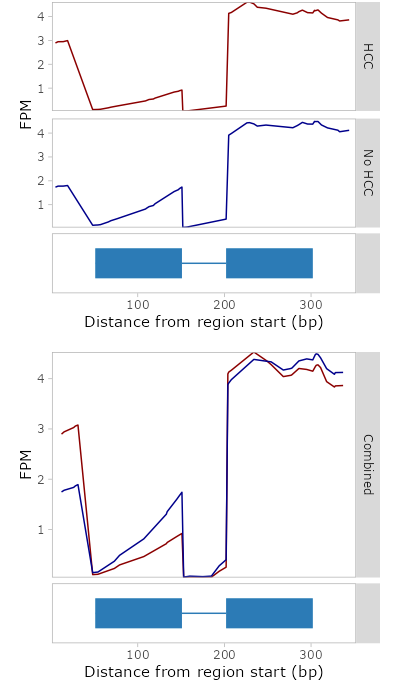 4
3
2
1
HCC
FPM
4
3
2
1
No HCC
100
200
300
Distance from region start (bp)
4
3
2
1
Combined
FPM
100
200
300
Distance from region start (bp)